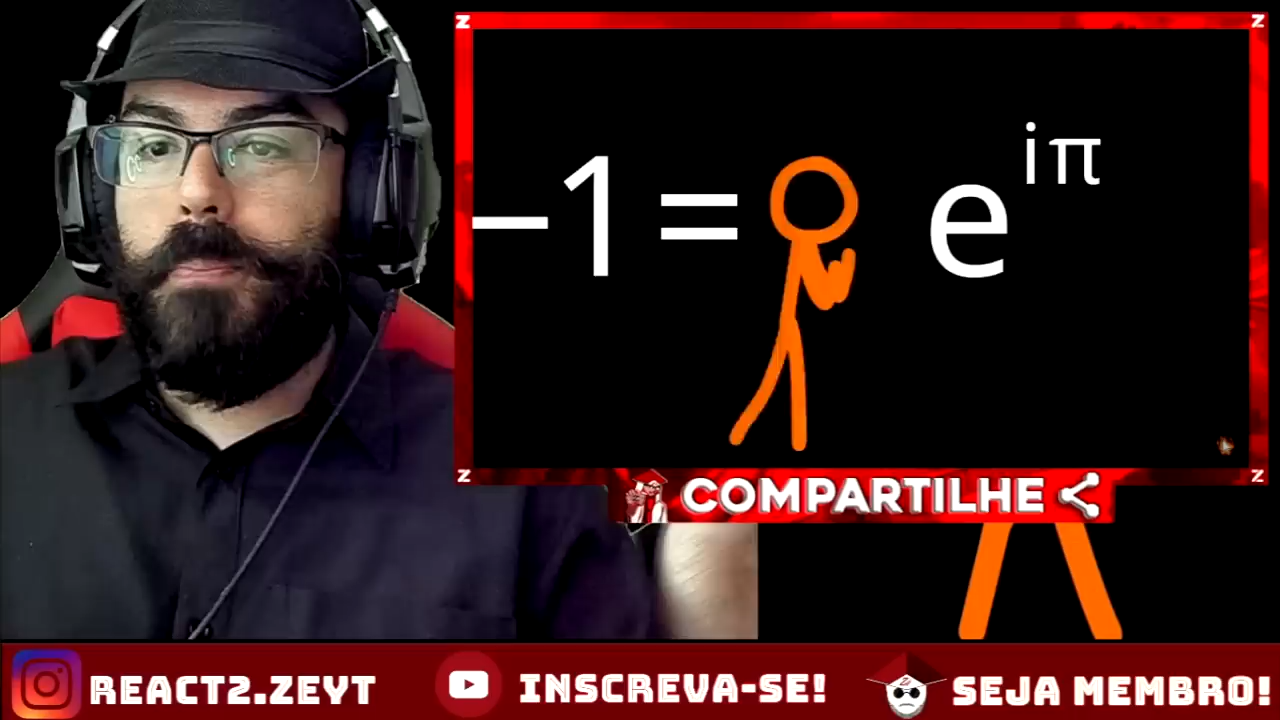 Z
Z
−1 = e^{iπ}
Z
Z
COMPARTILHE
REACT2.ZEYT
INSCREVA-SE!
SEJA MEMBRO!